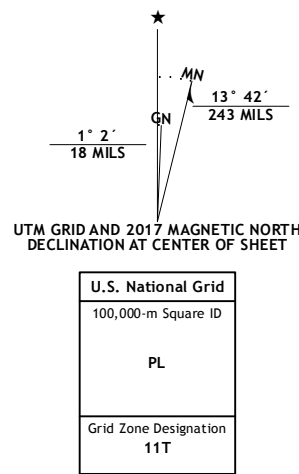 MN
GN
13° 42´
243 MILS
1° 2´
18 MILS
UTM GRID AND 2017 MAGNETIC NORTH
DECLINATION AT CENTER OF SHEET
U.S. National Grid
100,000-m Square ID
PL
Grid Zone Designation
11T